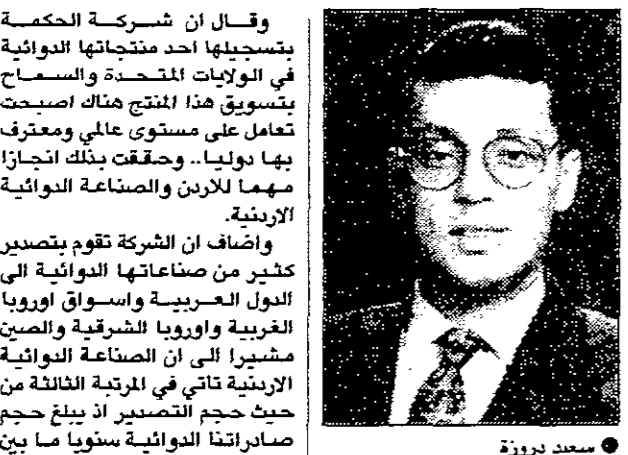 وقال ان شركة الحكمة
بتسجيلها احد منتجاتها الدوائية
في الولايات المتحدة والسماح
بتسويق هذا المنتج هناك اصبحت
تعامل على مستوى عالمي ومعترف
بها دوليا.. وحققت بذلك انجازا
مهما للاردن والصناعة الدوائية
الاردنية.
واضاف ان الشركة تقوم بتصدير
كثير من صناعاتها الدوائية الى
الدول العربية واسواق اوروبا
الغربية واوروبا الشرقية والصين
مشيرا الى ان الصناعة الدوائية
الاردنية تاتي في المرتبة الثالثة من
حيث حجم التصدير اذ يبلغ حجم
صادراتنا الدوائية سنويا ما بين
● سعيد دروزة